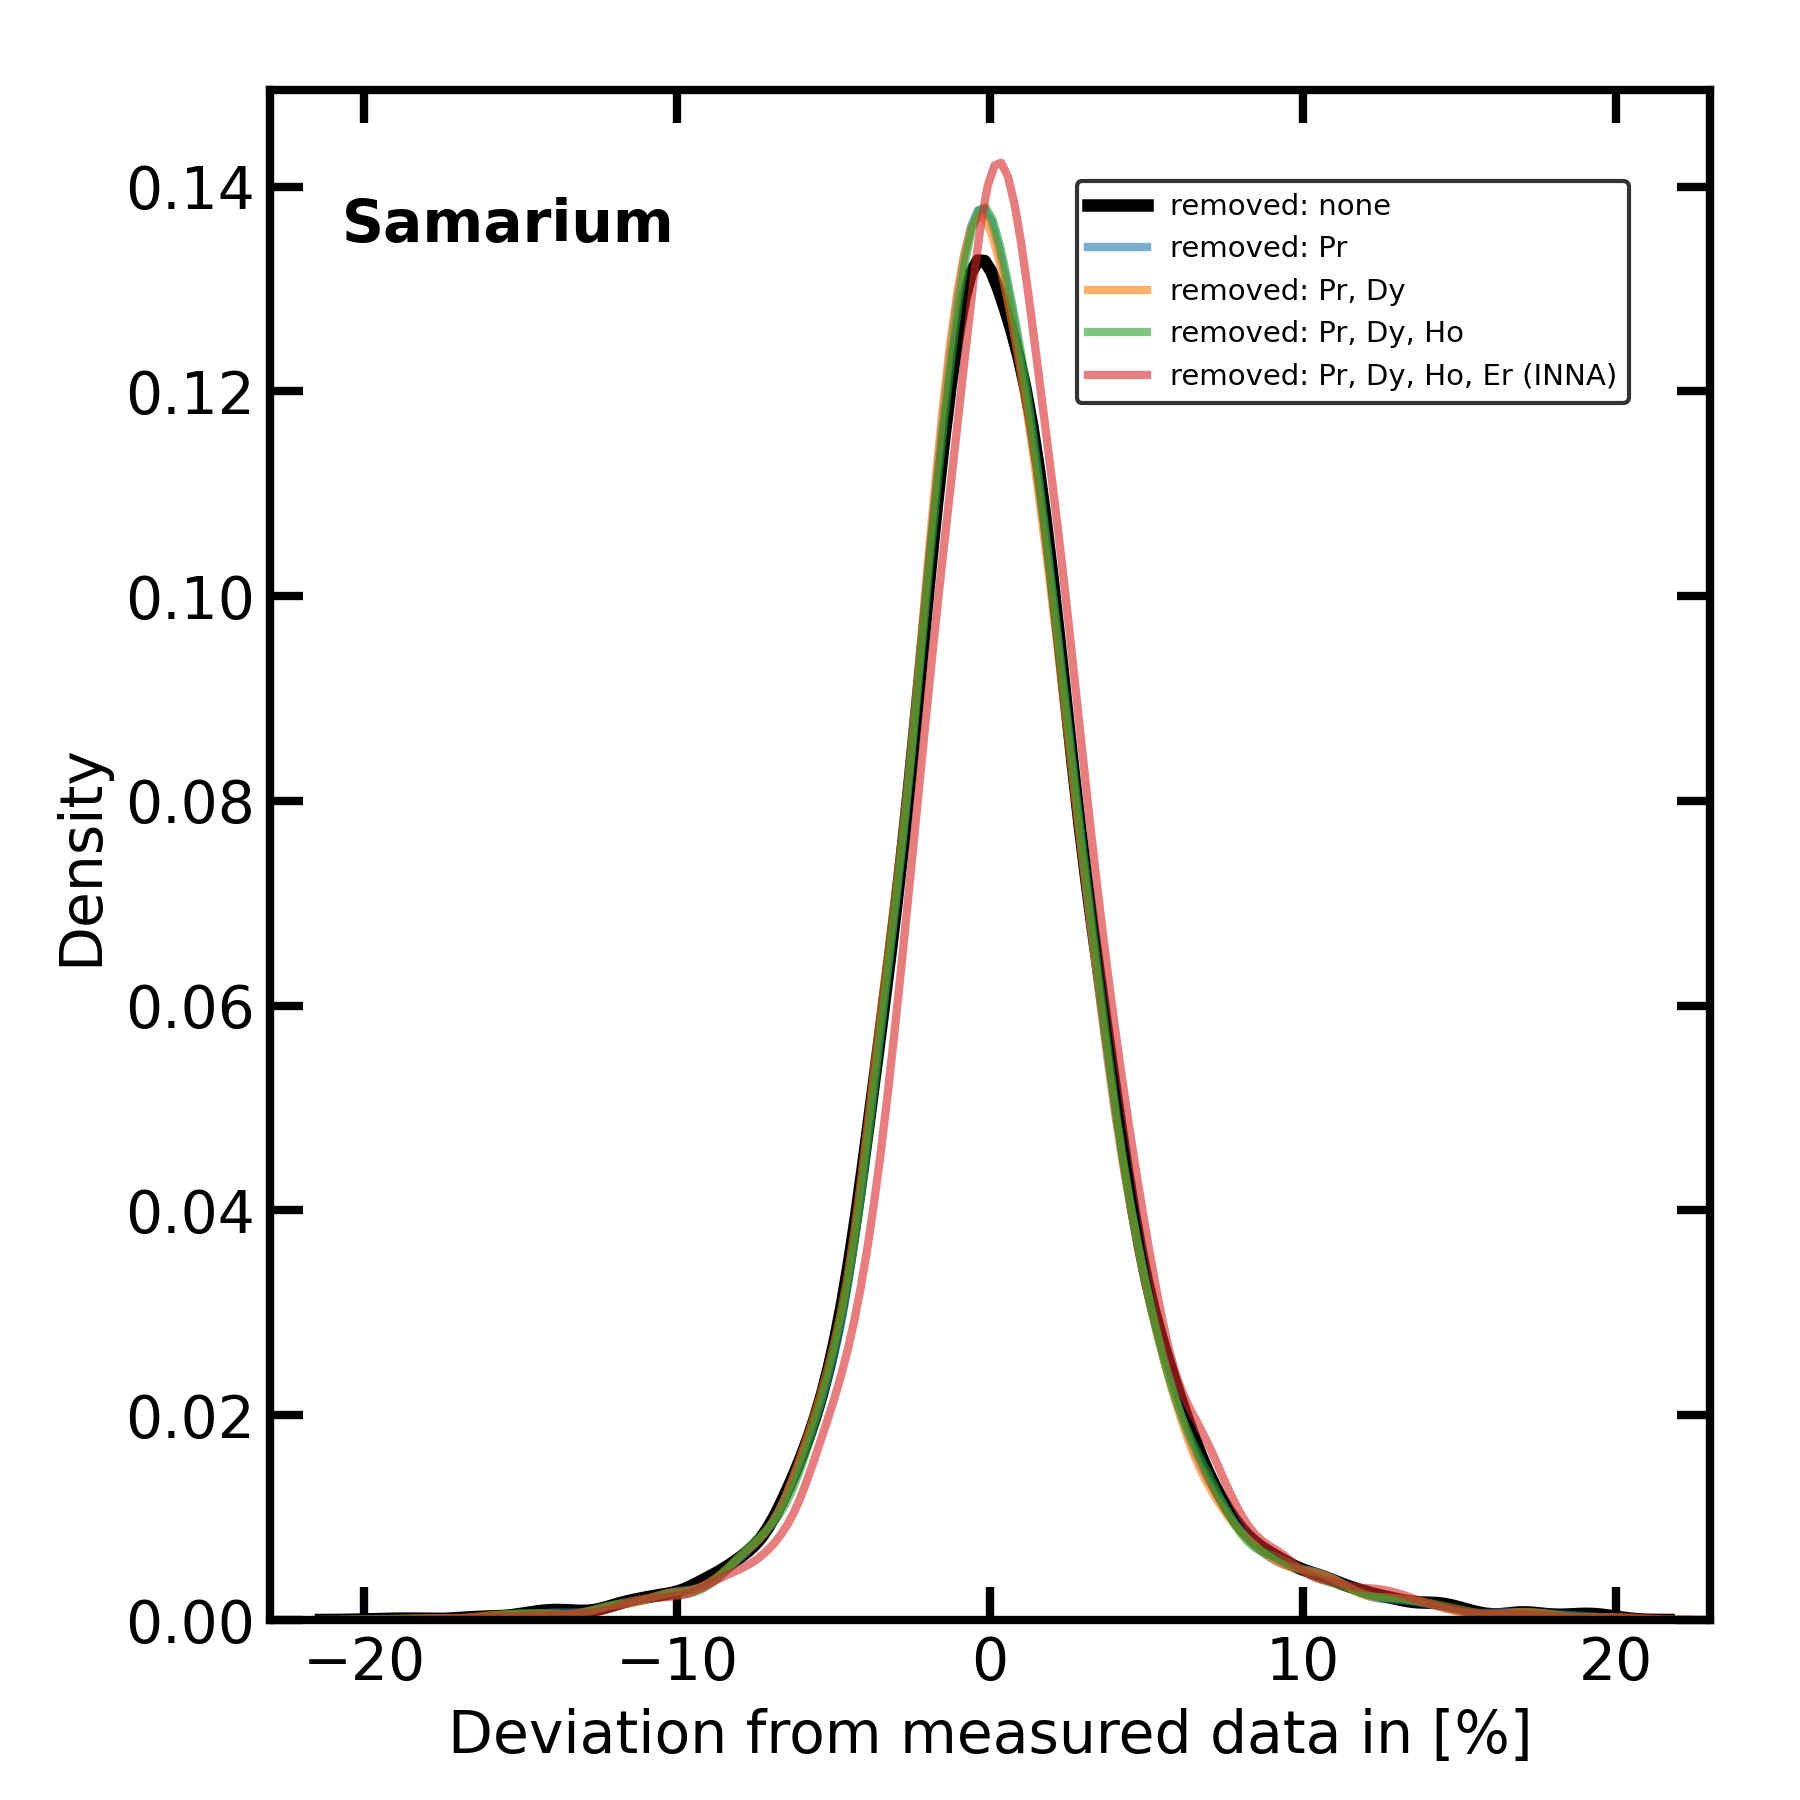 Samarium
removed: none
removed: Pr
removed: Pr, Dy
removed: Pr, Dy, Ho
removed: Pr, Dy, Ho, Er (INNA)
Density
0.14
0.12
0.10
0.08
0.06
0.04
0.02
0.00
−20 −10 0 10 20
Deviation from measured data in [%]